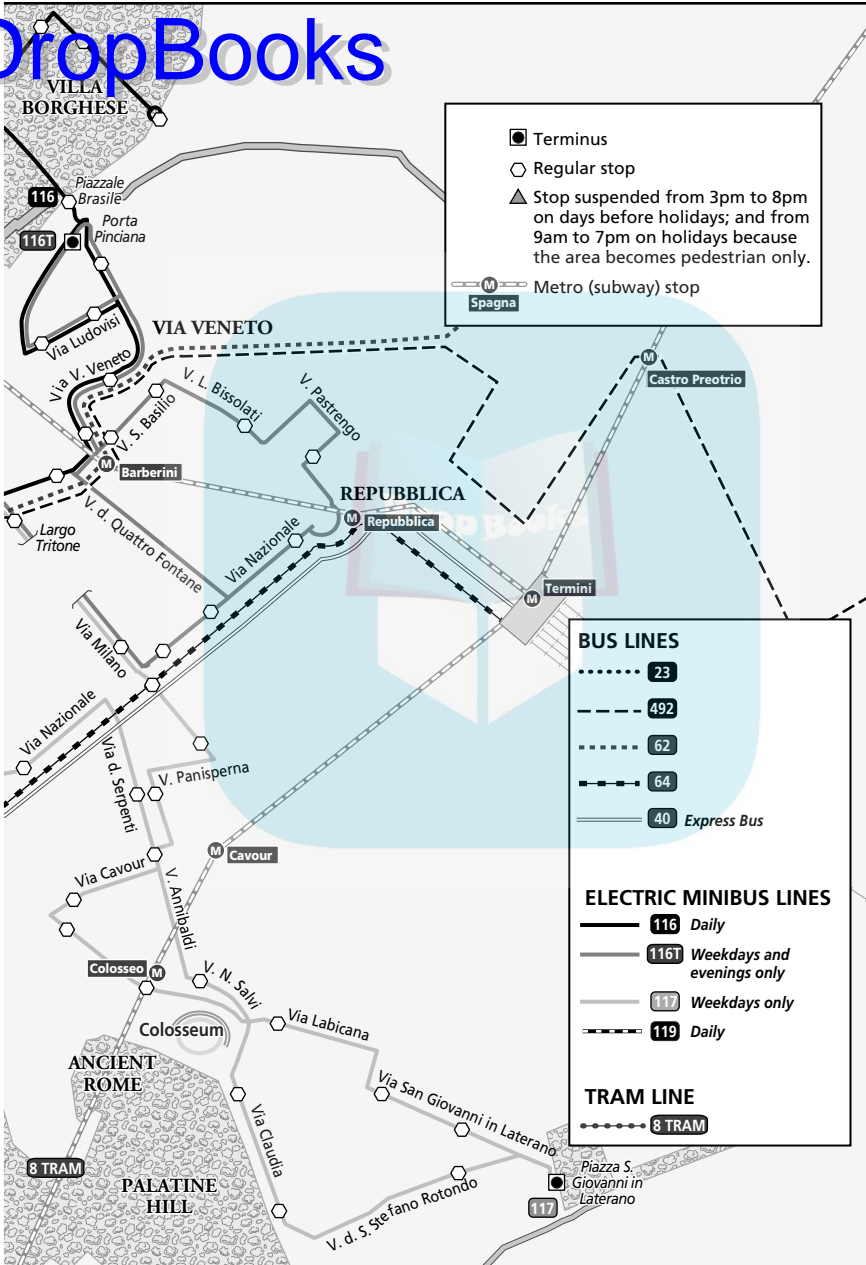 DropBooks
VILLA
BORGHESE
116
Piazzale
Brasile
116T
Porta
Pinciana
Terminus
Regular stop
Stop suspended from 3pm to 8pm
on days before holidays; and from
9am to 7pm on holidays because
the area becomes pedestrian only.
M
Metro (subway) stop
Spagna
Via Ludovisi
VIA VENETO
Via V. Veneto
V. L. Bissolati
V. Pastrengo
V. S. Basilio
M
Castro Preotrio
M
Barberini
REPUBBLICA
M
Repubblica
Drop Books
Largo
Tritone
V. d. Quattro Fontane
Via Nazionale
M
Termini
Via Milano
Via Nazionale
Via d. Serpenti
V. Panisperna
M
Cavour
Via Cavour
V. Annibaldi
Colosseo
M
V. N. Salvi
Colosseum
Via Labicana
ANCIENT
ROME
Via San Giovanni in Laterano
Via Claudia
8 TRAM
PALATINE
HILL
V. d. S. Stefano Rotondo
Piazza S.
Giovanni in
Laterano
117
BUS LINES
23
492
62
64
40 Express Bus
ELECTRIC MINIBUS LINES
116 Daily
116T Weekdays and
evenings only
117 Weekdays only
119 Daily
TRAM LINE
8 TRAM